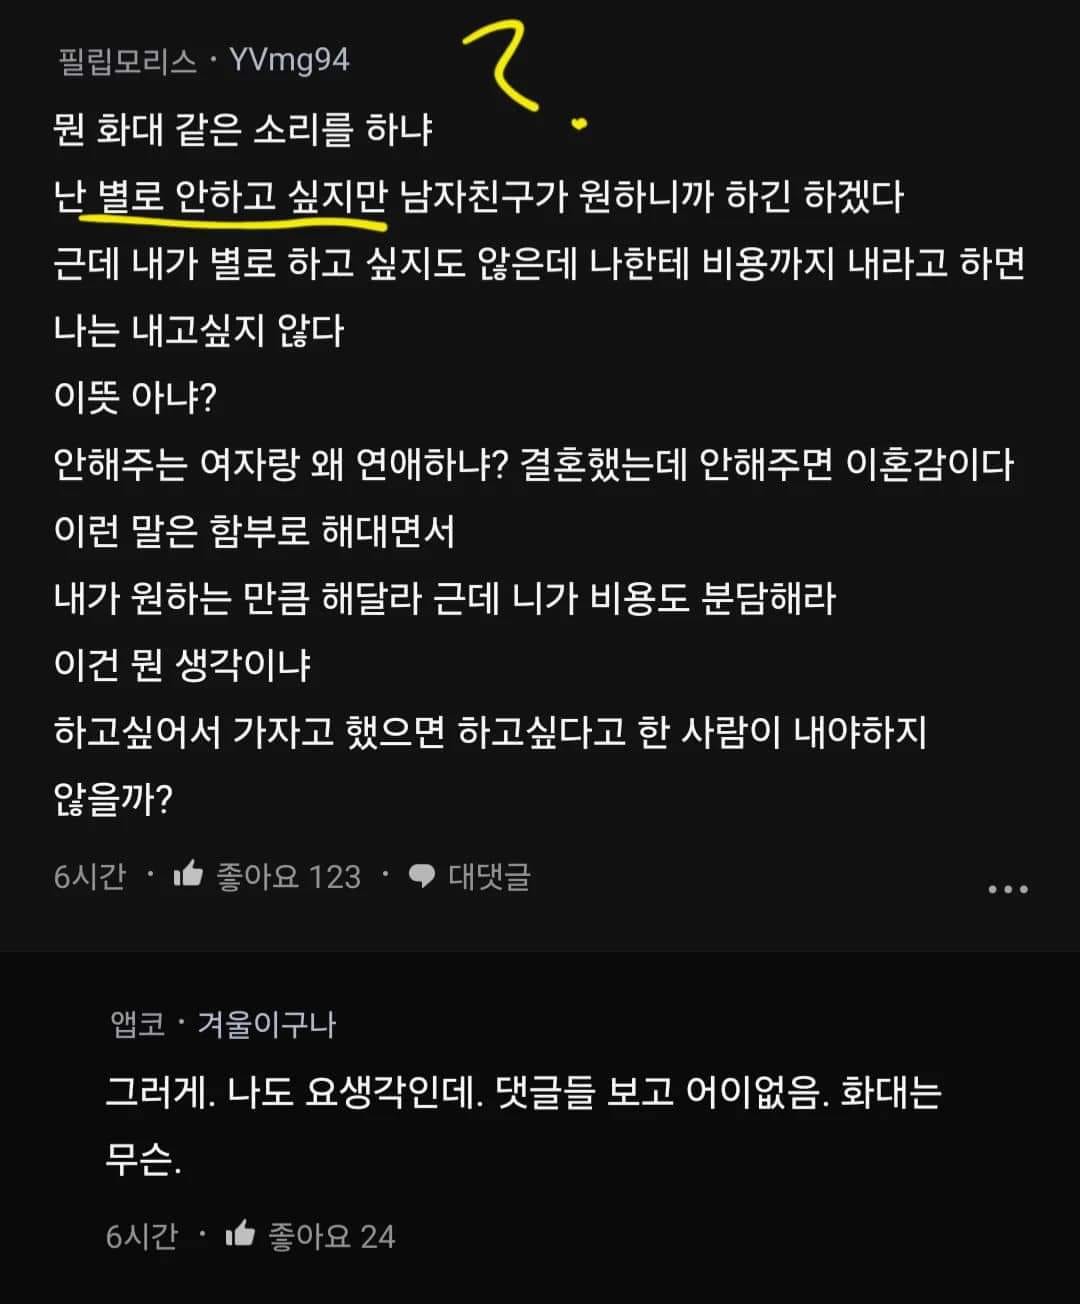 필립모리스 · YVmg94
?
뭔 화대 같은 소리를 하냐
난 별로 안하고 싶지만 남자친구가 원하니까 하긴 하겠다
근데 내가 별로 하고 싶지도 않은데 나한테 비용까지 내라고 하면
나는 내고싶지 않다
이뜻 아냐?
안해주는 여자랑 왜 연애하냐? 결혼했는데 안해주면 이혼감이다
이런 말은 함부로 해대면서
내가 원하는 만큼 해달라 근데 니가 비용도 분담해라
이건 뭔 생각이냐
하고싶어서 가자고 했으면 하고싶다고 한 사람이 내야하지
않을까?
6시간 · 좋아요 123 · 대댓글
앱코 · 겨울이구나
그러게. 나도 요생각인데. 댓글들 보고 어이없음. 화대는
무슨.
6시간 · 좋아요 24